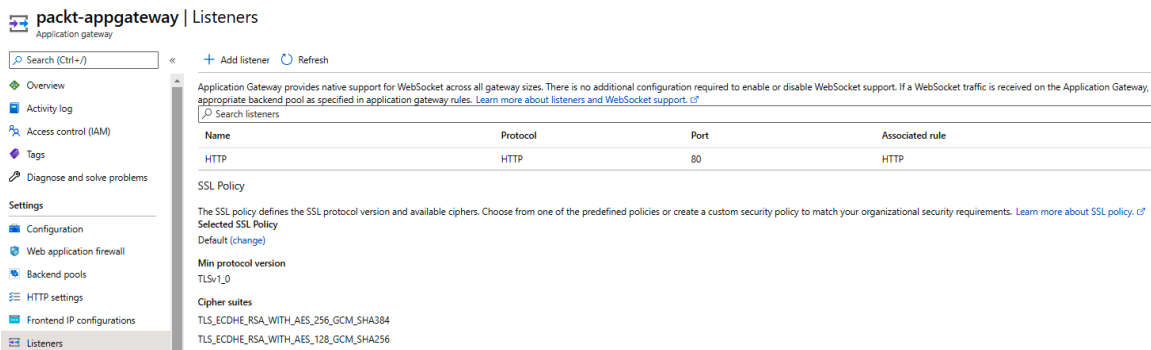 packt-appgateway | Listeners
Application gateway
Search (Ctrl+/)
«
Overview
Activity log
Access control (IAM)
Tags
Diagnose and solve problems
Settings
Configuration
Web application firewall
Backend pools
HTTP settings
Frontend IP configurations
Listeners
+ Add listener Refresh
Application Gateway provides native support for WebSocket across all gateway sizes. There is no additional configuration required to enable or disable WebSocket support. If a WebSocket traffic is received on the Application Gateway,
appropriate backend pool as specified in application gateway rules. Learn more about listeners and WebSocket support.
Search listeners
Name Protocol Port Associated rule
HTTP HTTP 80 HTTP
SSL Policy
The SSL policy defines the SSL protocol version and available ciphers. Choose from one of the predefined policies or create a custom security policy to match your organizational security requirements. Learn more about SSL policy.
Selected SSL Policy
Default (change)
Min protocol version
TLSv1_0
Cipher suites
TLS_ECDHE_RSA_WITH_AES_256_GCM_SHA384
TLS_ECDHE_RSA_WITH_AES_128_GCM_SHA256